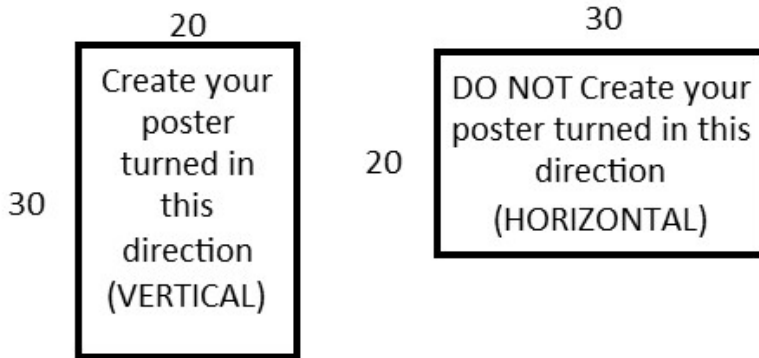 20
Create your
poster
turned in
this
direction
(VERTICAL)
30
30
DO NOT Create your
poster turned in this
direction
(HORIZONTAL)
20